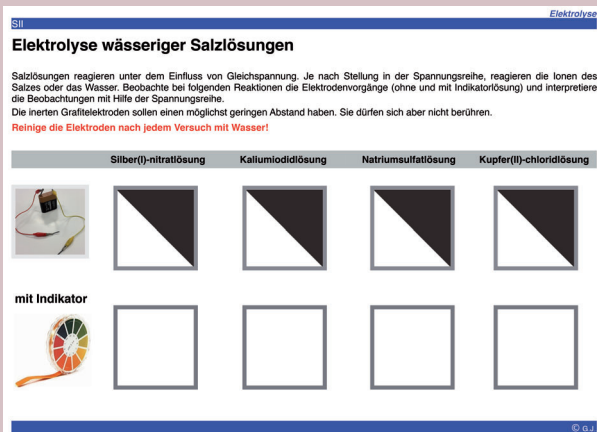 Elektrolyse
SII
Elektrolyse wässeriger Salzlösungen
Salzlösungen reagieren unter dem Einfluss von Gleichspannung. Je nach Stellung in der Spannungsreihe, reagieren die Ionen des
Salzes oder das Wasser. Beobachte bei folgenden Reaktionen die Elektrodenvorgänge (ohne und mit Indikatorlösung) und interpretiere
die Beobachtungen mit Hilfe der Spannungsreihe.
Die inerten Grafitelektroden sollen einen möglichst geringen Abstand haben. Sie dürfen sich aber nicht berühren.
Reinige die Elektroden nach jedem Versuch mit Wasser!
Silber(I)-nitratlösung Kaliumiodidlösung Natriumsulfatlösung Kupfer(II)-chloridlösung
mit Indikator
© G.J.